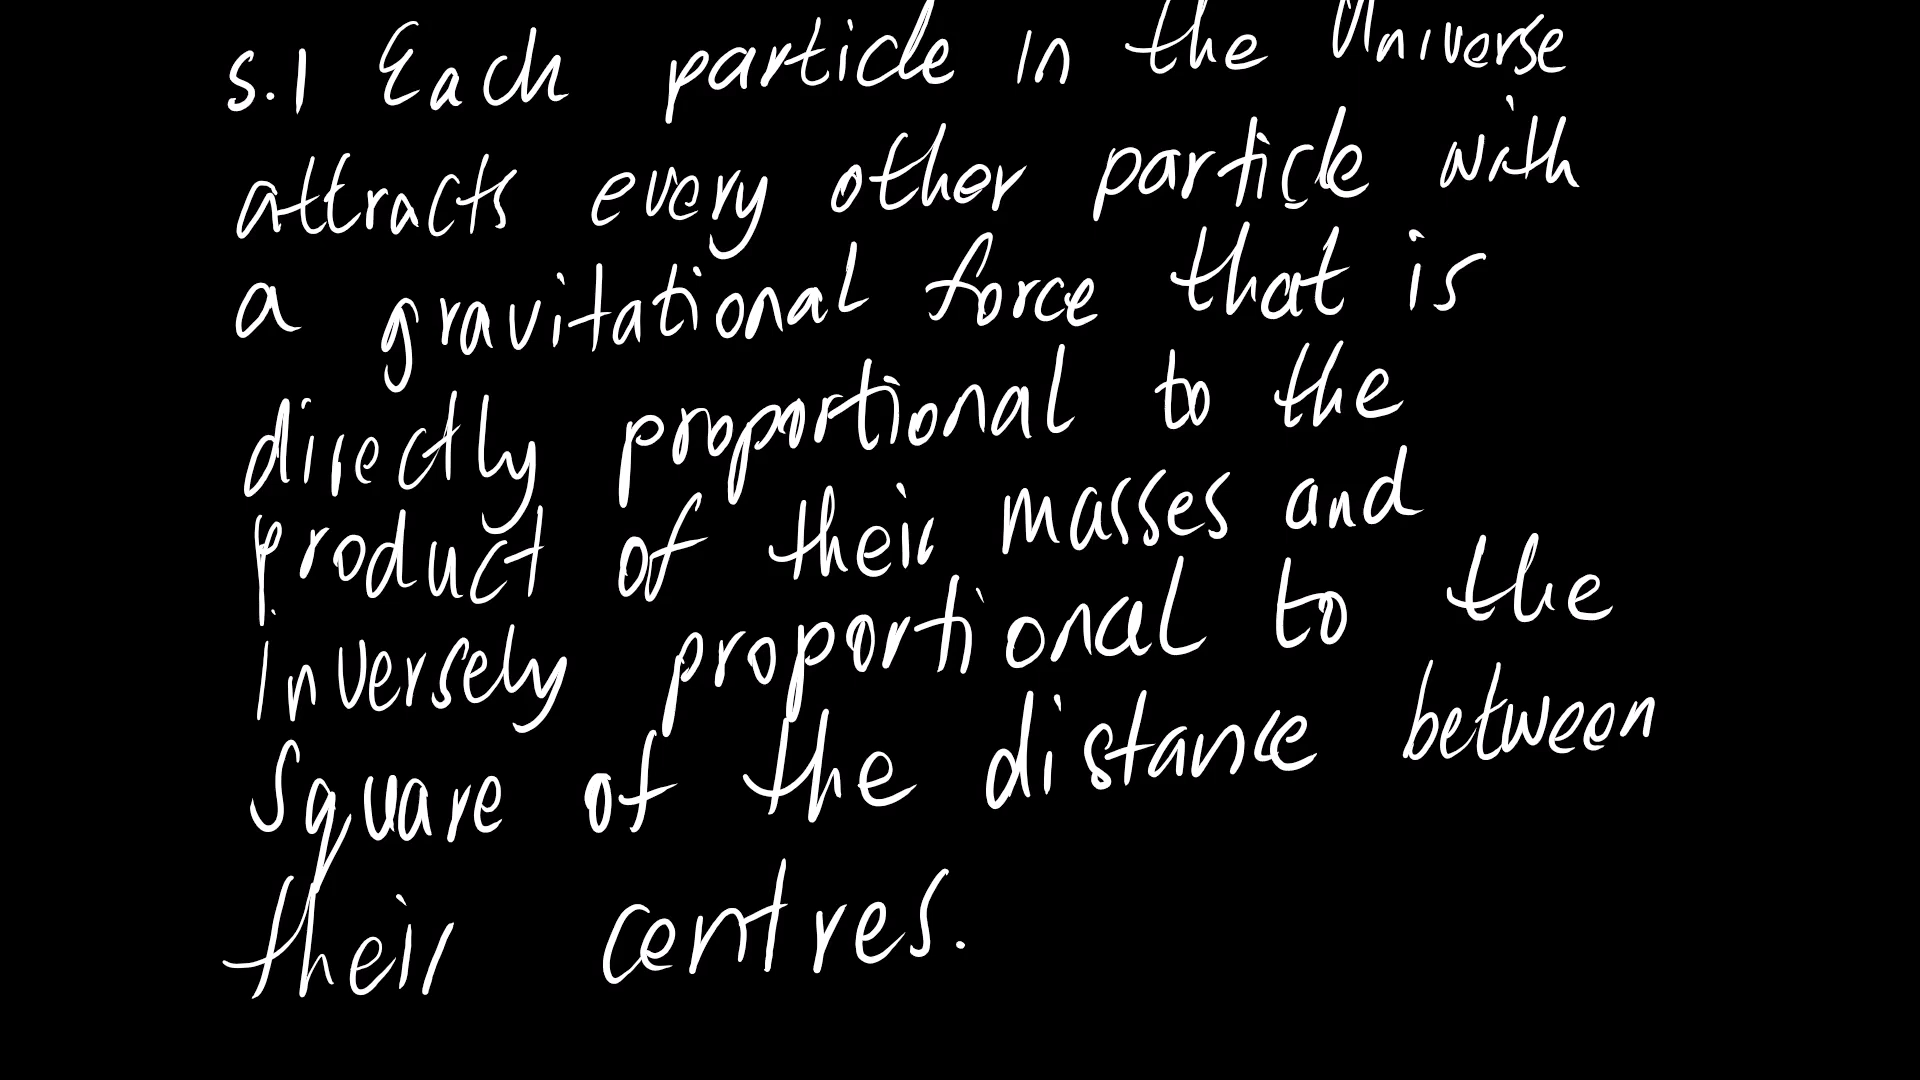 5.1 Each particle in the Universe
attracts every other particle with
a gravitational force that is
directly proportional to the
product of their masses and
inversely proportional to the
square of the distance between
their centres.